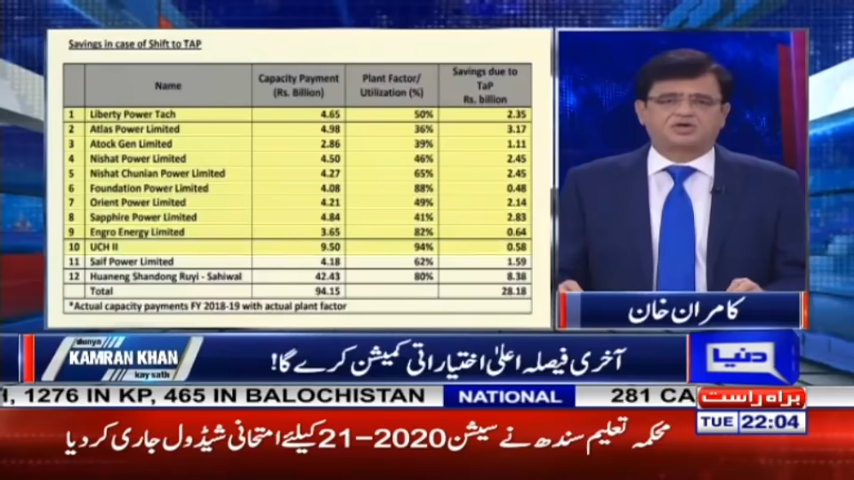 Savings in case of Shift to TAP
Name Capacity Payment (Rs. Billion) Plant Factor/ Utilization (%) Savings due to TaP Rs. billion
1 Liberty Power Tach 4.65 50% 2.35
2 Atlas Power Limited 4.98 36% 3.17
3 Atock Gen Limited 2.86 39% 1.11
4 Nishat Power Limited 4.50 46% 2.45
5 Nishat Chunian Power Limited 4.27 65% 2.45
6 Foundation Power Limited 4.08 88% 0.48
7 Orient Power Limited 4.21 49% 2.14
8 Sapphire Power Limited 4.84 41% 2.83
9 Engro Energy Limited 3.65 82% 0.64
10 UCH II 9.50 94% 0.58
11 Saif Power Limited 4.18 62% 1.59
12 Huaneng Shandong Ruyi - Sahiwal 42.43 80% 8.38
Total 94.15 28.18
*Actual capacity payments FY 2018-19 with actual plant factor
کامران خان
dunya
KAMRAN KHAN
kay sath
آخری فیصلہ اعلیٰ اختیاراتی کمیشن کرے گا!
دنیا
H, 1276 IN KP, 465 IN BALOCHISTAN NATIONAL 281 CA
براہ راست
TUE 22:04
محکمہ تعلیم سندھ نے سیشن 2020-21 کیلئے امتحانی شیڈول جاری کر دیا